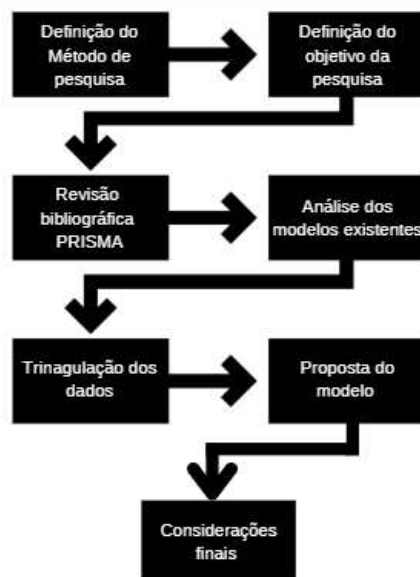 Definição do
Método de
pesquisa
Definição do
objetivo da
pesquisa
Revisão
bibliográfica
PRISMA
Análise dos
modelos existentes
Trinagulação dos
dados
Proposta do
modelo
Considerações
finais